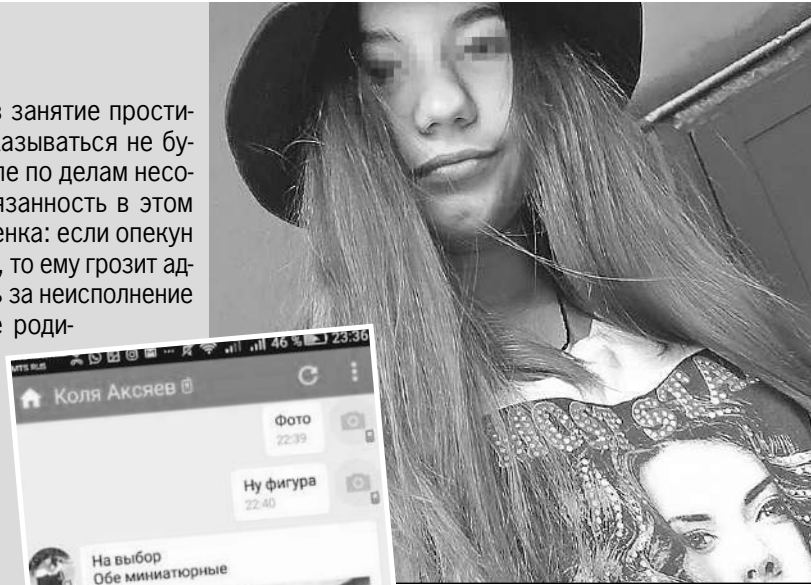 занятие прости-
азываться не бу-
ле по делам несо-
язанность в этом
енка: если опекун
, то ему грозит ад-
ь за неисполнение
е роди-
MTS RUS
46 % 23:36
Коля Аксяев
Фото
22:39
Ну фигура
22:40
На выбор
Обе миниатюрные